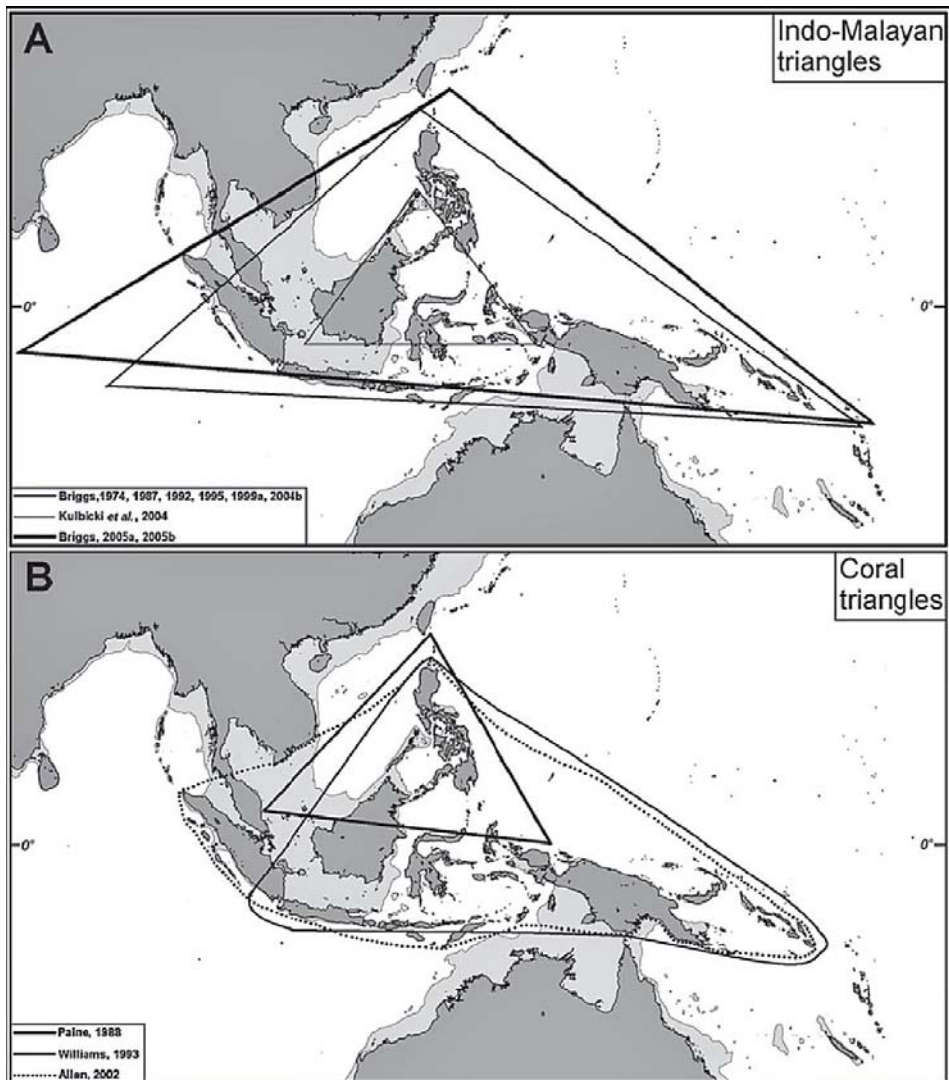 A
Indo-Malayan
triangles
0°
0°
Briggs,1974, 1987, 1992, 1995, 1999a, 2004b
Kulbicki et al., 2004
Briggs, 2005a, 2005b
B
Coral
triangles
0°
0°
Paine, 1988
Williams, 1993
Allen, 2002